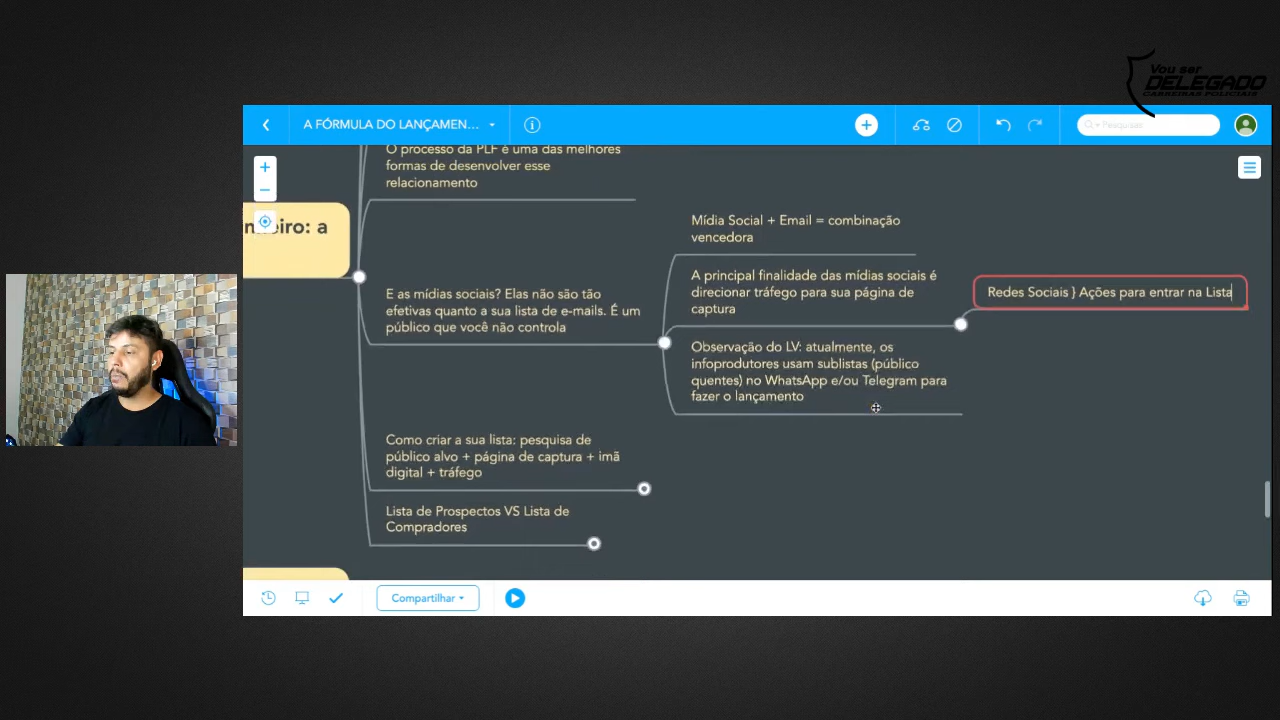 Vou ser
DELEGADO
CARREIRAS POLICIAIS
A FÓRMULA DO LANÇAMEN...
Pesquisar
O processo da PLF é uma das melhores
formas de desenvolver esse
relacionamento
eiro: a
Mídia Social + Email = combinação
vencedora
A principal finalidade das mídias sociais é
direcionar tráfego para sua página de
captura
Redes Sociais } Ações para entrar na Lista
E as mídias sociais? Elas não são tão
efetivas quanto a sua lista de e-mails. É um
público que você não controla
Observação do LV: atualmente, os
infoprodutores usam sublistas (público
quentes) no WhatsApp e/ou Telegram para
fazer o lançamento
Como criar a sua lista: pesquisa de
público alvo + página de captura + imã
digital + tráfego
Lista de Prospectos VS Lista de
Compradores
Compartilhar